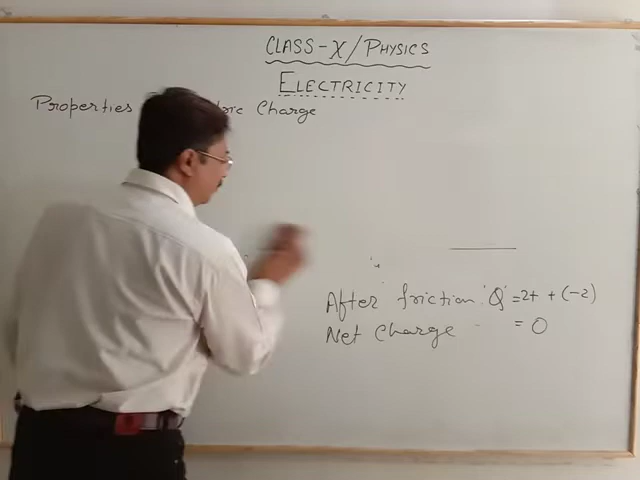 CLASS-X/PHYSICS
ELECTRICITY
Properties Charge
After friction 'Q' = 2+ + (-2)
Net Charge = 0